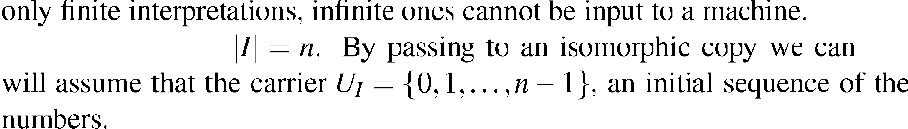 only finite interpretations, infinite ones cannot be input to a machine.
|I| = n. By passing to an isomorphic copy we can
will assume that the carrier U_I = {0, 1, ..., n − 1}, an initial sequence of the
numbers.